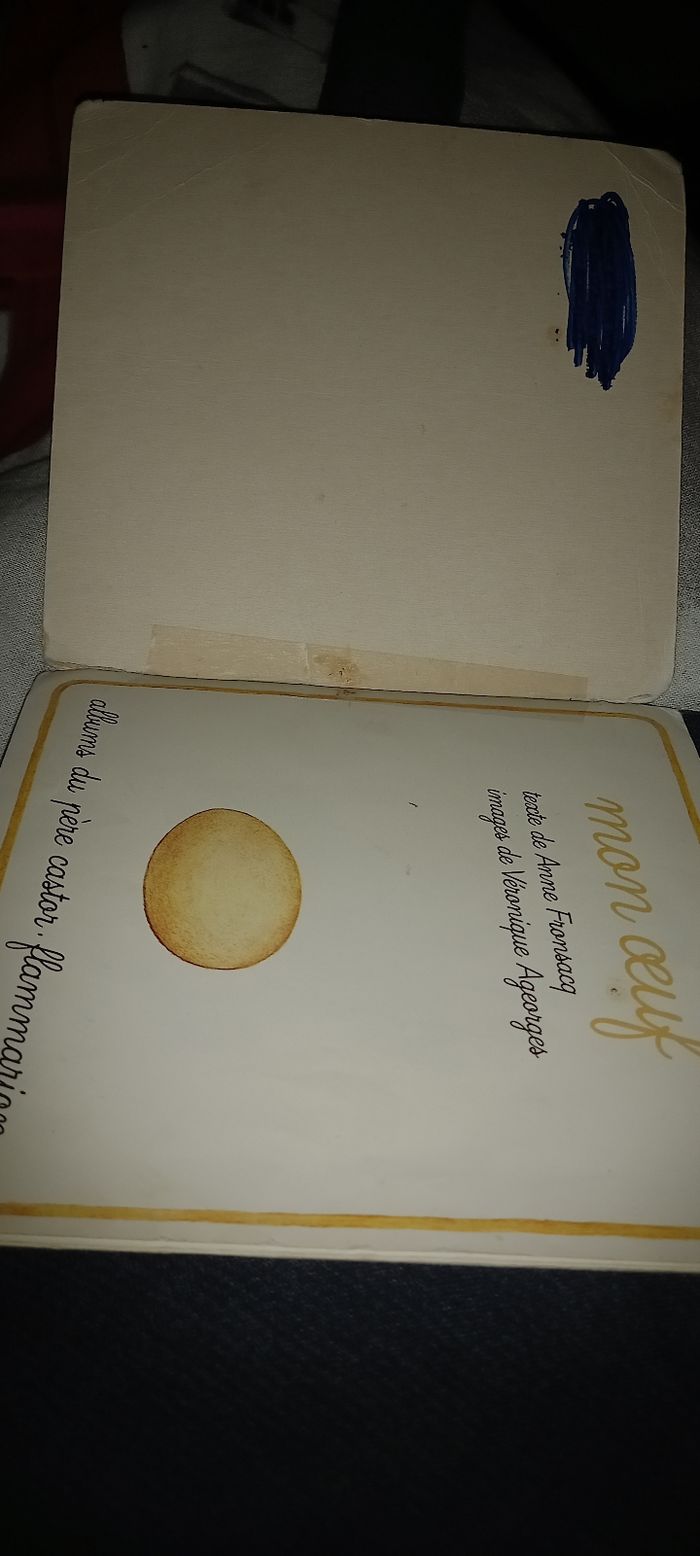 mon œuf
texte de Anne Fronsacq
images de Véronique Ageorges
albums du père castor. flammarion